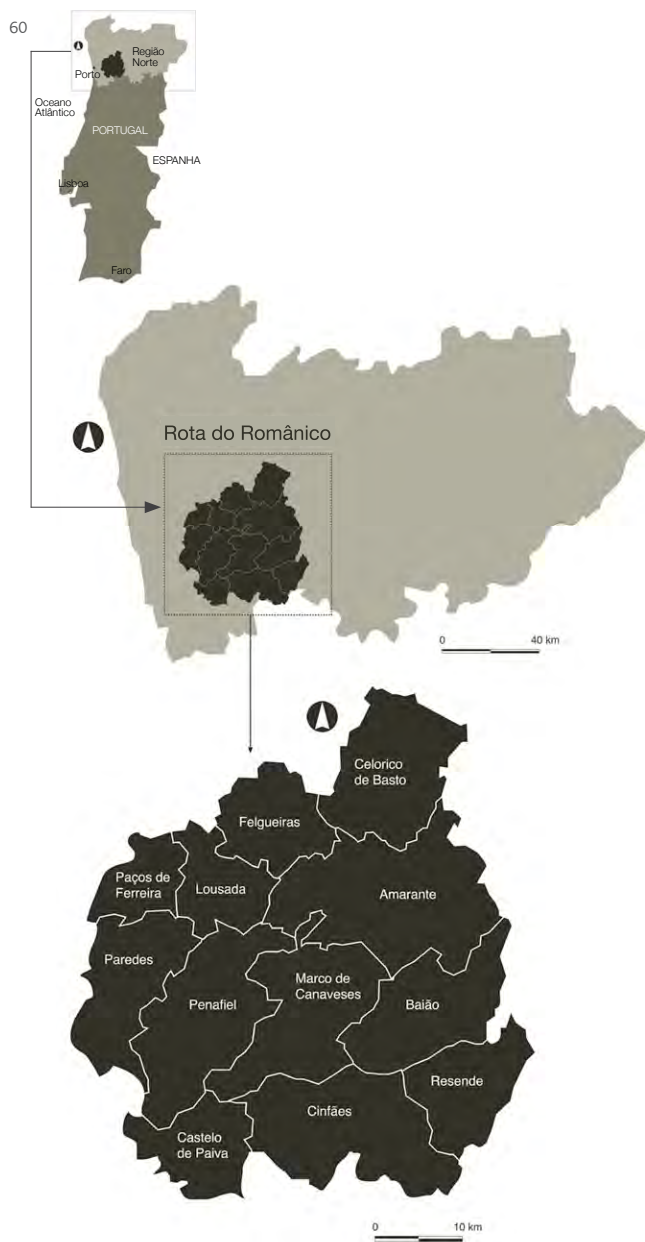 60
Região
Norte
Porto
Oceano
Atlântico
PORTUGAL
ESPANHA
Lisboa
Faro
Rota do Românico
0 40 km
Celorico
de Basto
Felgueiras
Paços de
Ferreira
Lousada
Amarante
Paredes
Penafiel
Marco de
Canaveses
Baião
Resende
Cinfães
Castelo
de Paiva
0 10 km